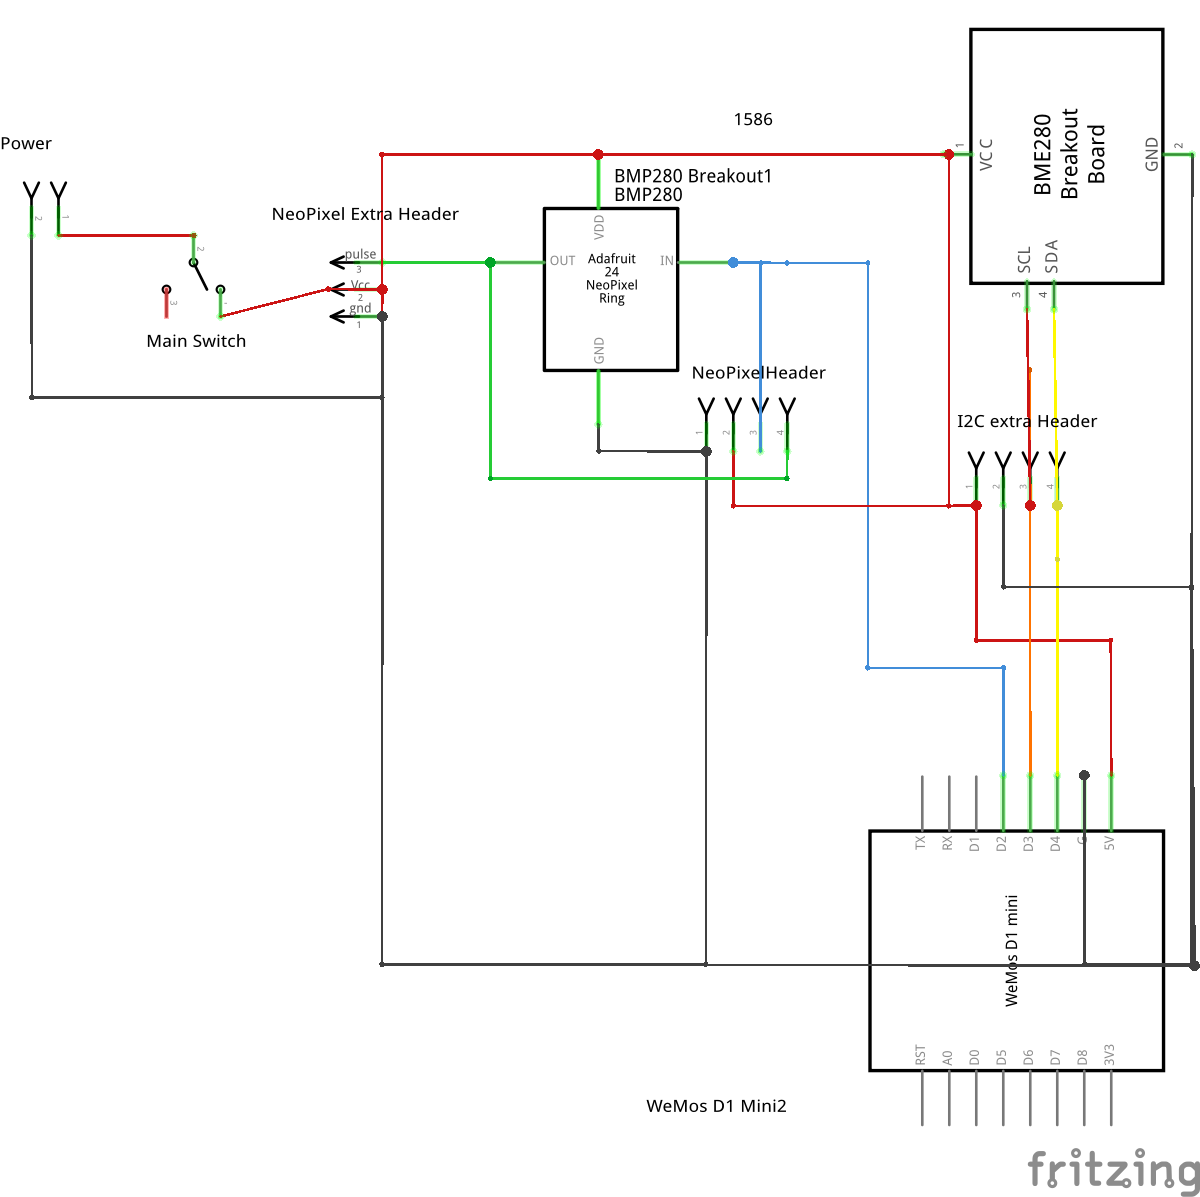 1586
Power
BMP280 Breakout1
BMP280
NeoPixel Extra Header
pulse
3
Vcc
2
gnd
1
2
1
2
3
1
Main Switch
VDD
OUT
IN
GND
Adafruit
24
NeoPixel
Ring
NeoPixelHeader
1
2
3
4
BME280
Breakout
Board
1
VCC
GND
2
SCL
SDA
3
4
I2C extra Header
1
2
3
4
TX
RX
D1
D2
D3
D4
G
5V
WeMos D1 mini
RST
A0
D0
D5
D6
D7
D8
3V3
WeMos D1 Mini2
fritzing